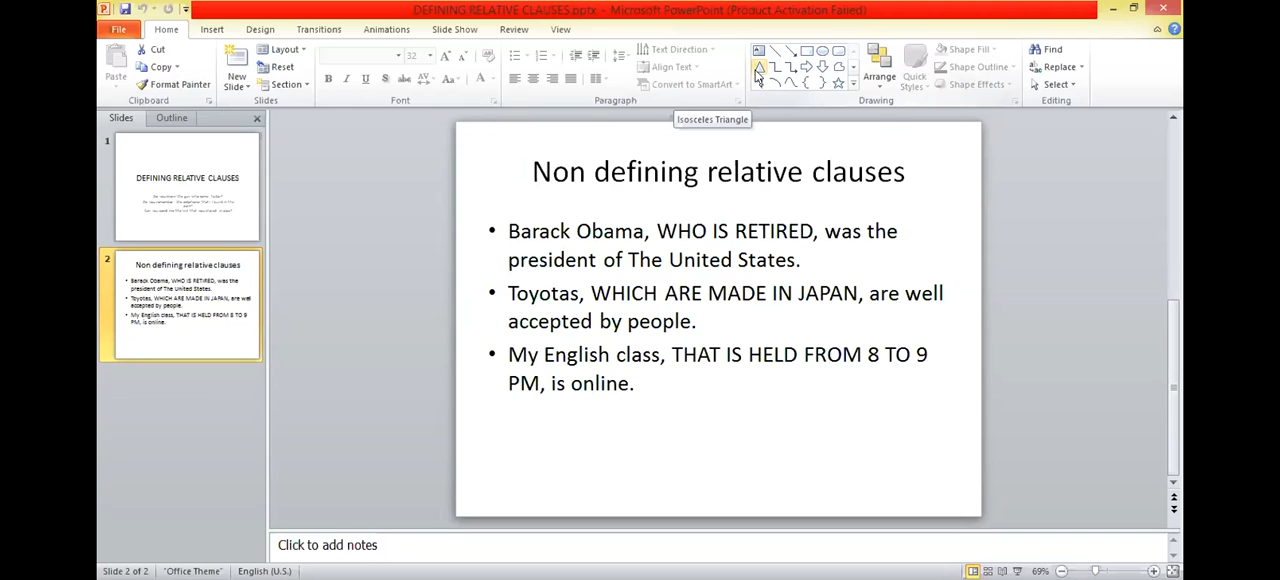 DEFINING RELATIVE CLAUSES.pptx - Microsoft PowerPoint (Product Activation Failed)
File Home Insert Design Transitions Animations Slide Show Review View
Paste
Cut
Copy
Format Painter
Clipboard
New
Slide
Layout
Reset
Section
Slides
32
B I U S abc AV Aa A
Font
Text Direction
Align Text
Convert to SmartArt
Paragraph
Arrange
Quick
Styles
Shape Fill
Shape Outline
Shape Effects
Drawing
Find
Replace
Select
Editing
Isosceles Triangle
Slides Outline
1
DEFINING RELATIVE CLAUSES
2
Non defining relative clauses
Barack Obama, WHO IS RETIRED, was the
president of The United States.
Toyotas, WHICH ARE MADE IN JAPAN, are well
accepted by people.
My English class, THAT IS HELD FROM 8 TO 9
PM, is online.
Non defining relative clauses
• Barack Obama, WHO IS RETIRED, was the
president of The United States.
• Toyotas, WHICH ARE MADE IN JAPAN, are well
accepted by people.
• My English class, THAT IS HELD FROM 8 TO 9
PM, is online.
Click to add notes
Slide 2 of 2 "Office Theme" English (U.S.) 69%